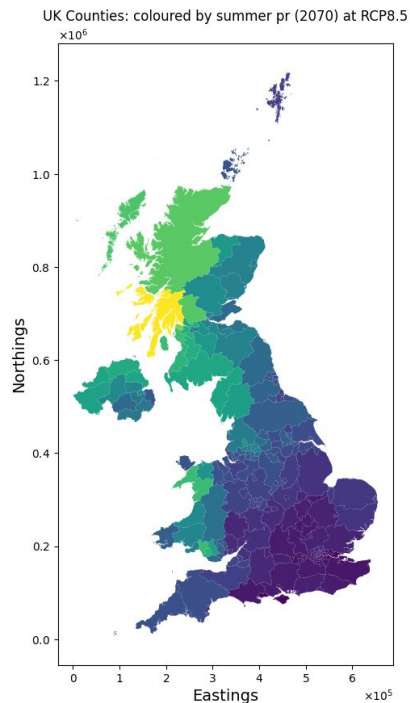 UK Counties: coloured by summer pr (2070) at RCP8.5
×10⁶
1.2
1.0
0.8
0.6
0.4
0.2
0.0
Northings
0 1 2 3 4 5 6
×10⁵
Eastings